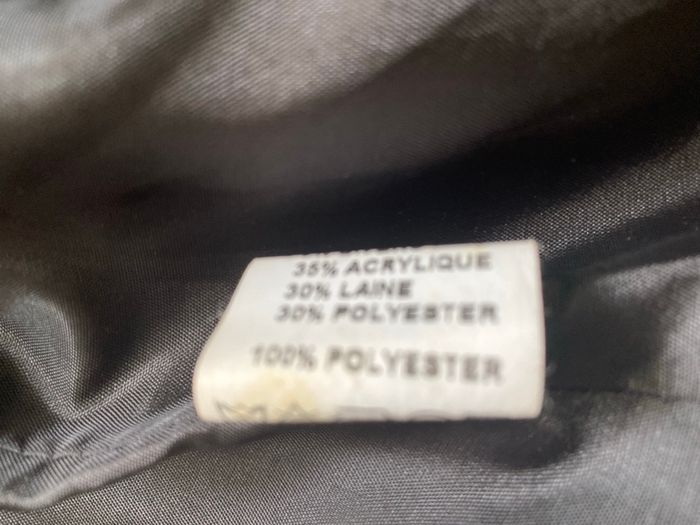 35% ACRYLIQUE
30% LAINE
30% POLYESTER
100% POLYESTER